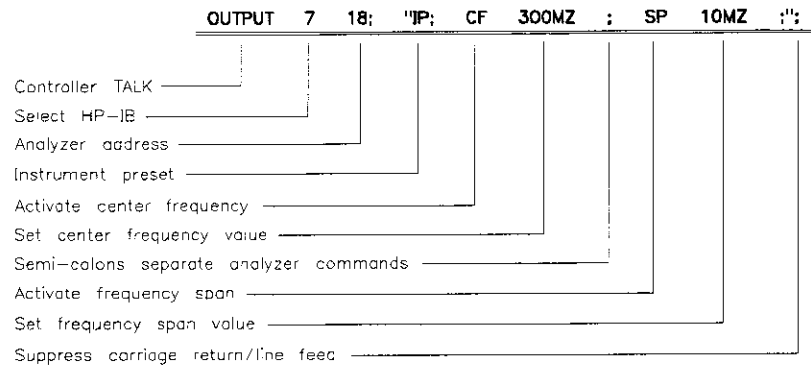 OUTPUT 7 18; "IP; CF 300MZ ; SP 10MZ ;";
Controller TALK
Select HP-IB
Analyzer address
Instrument preset
Activate center frequency
Set center frequency value
Semi-colons separate analyzer commands
Activate frequency span
Set frequency span value
Suppress carriage return/line feed